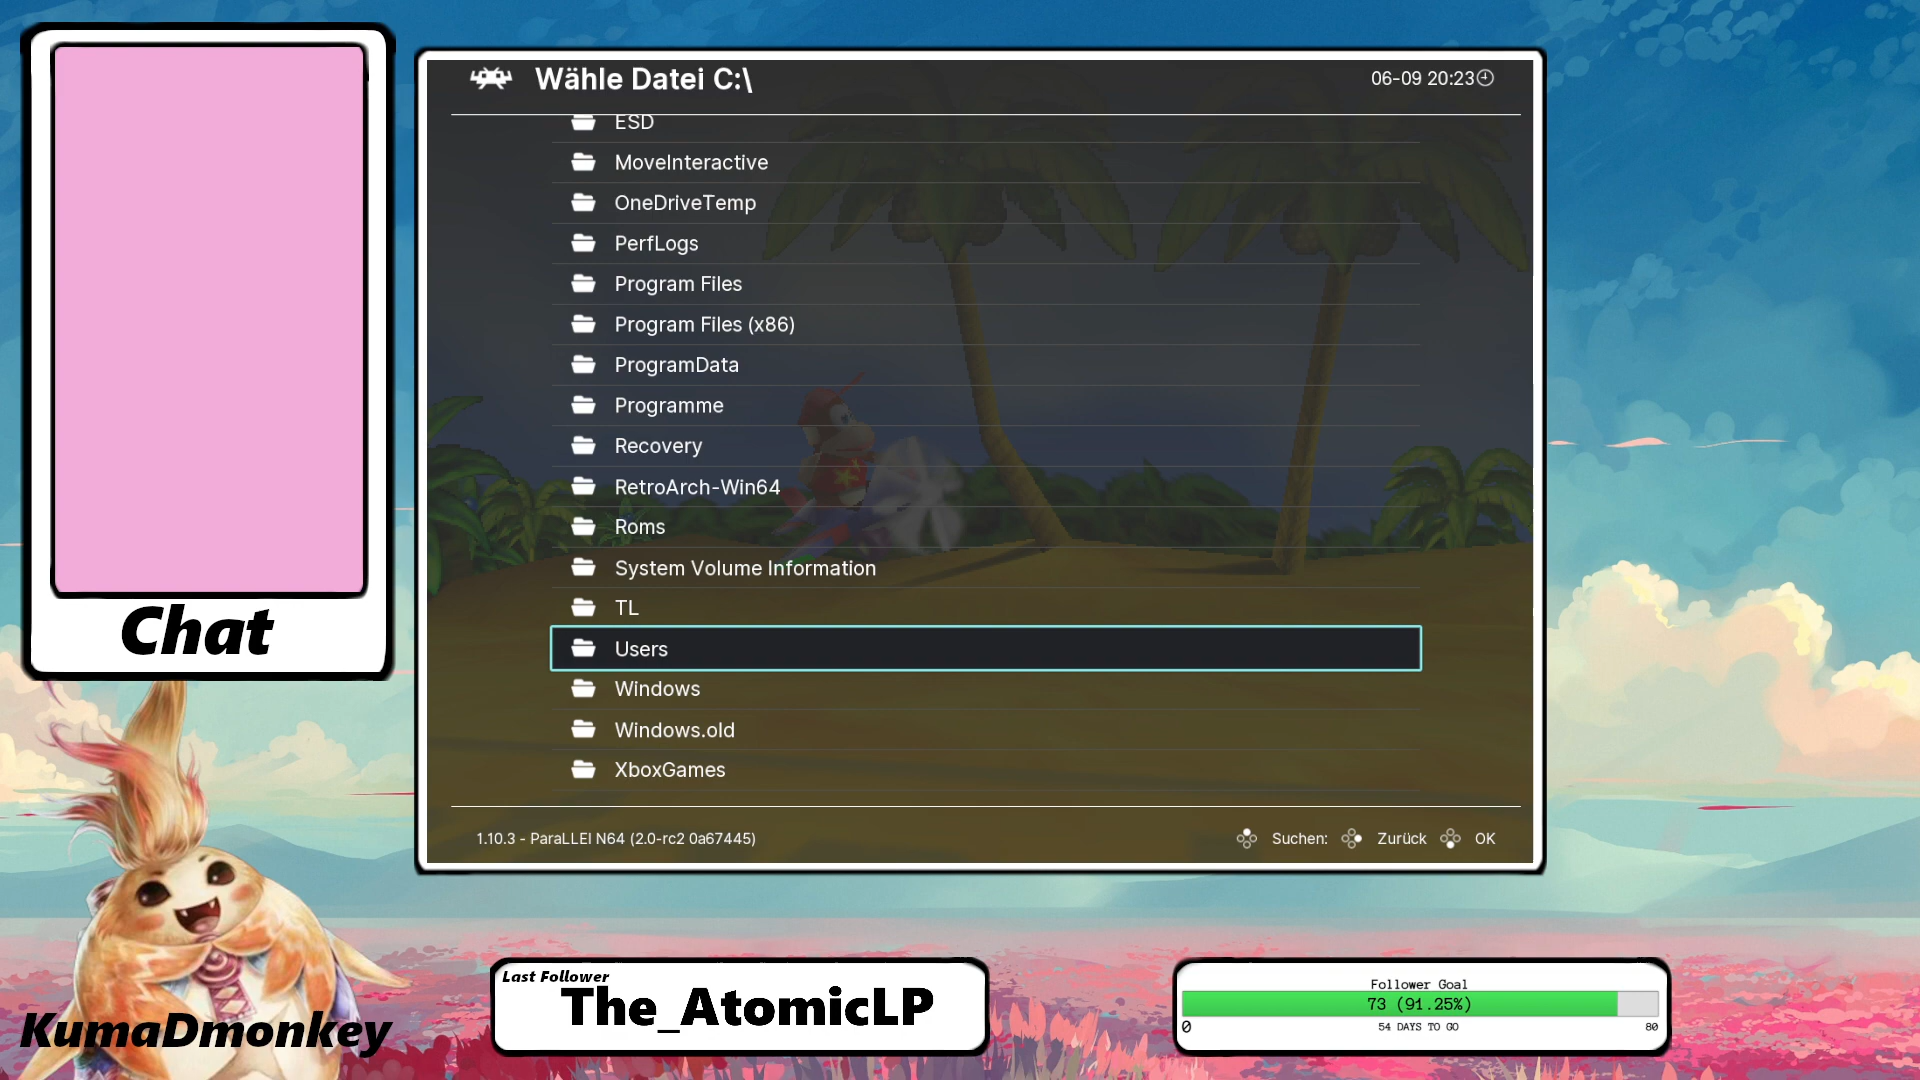 Wähle Datei C:\
06-09 20:23
ESD
MoveInteractive
OneDriveTemp
PerfLogs
Program Files
Program Files (x86)
ProgramData
Programme
Recovery
RetroArch-Win64
Roms
System Volume Information
TL
Users
Windows
Windows.old
XboxGames
1.10.3 - ParaLLEl N64 (2.0-rc2 0a67445)
Suchen:
Zurück
OK
Chat
KumaDmonkey
Last Follower
The_AtomicLP
Follower Goal
73 (91.25%)
0
54 DAYS TO GO
80